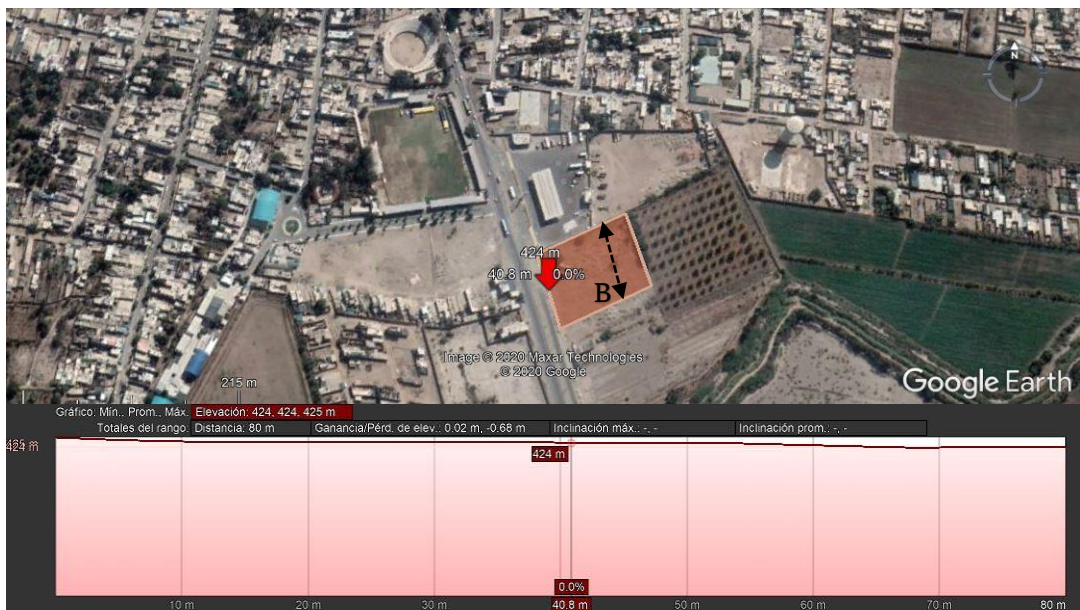 N
424 m
40.8 m 0.0%
B
Image © 2020 Maxar Technologies
© 2020 Google
215 m
Google Earth
Gráfico: Mín., Prom., Máx. Elevación: 424, 424, 425 m
Totales del rango: Distancia: 80 m Ganancia/Pérd. de elev.: 0.02 m, -0.68 m Inclinación máx.: -, - Inclinación prom.: -, -
424 m
424 m
0.0%
10 m 20 m 30 m 40.8 m 50 m 60 m 70 m 80 m